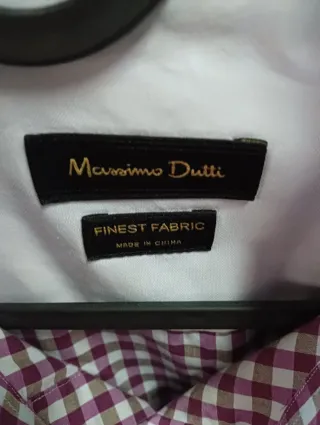 Massimo Dutti
FINEST FABRIC
MADE IN CHINA